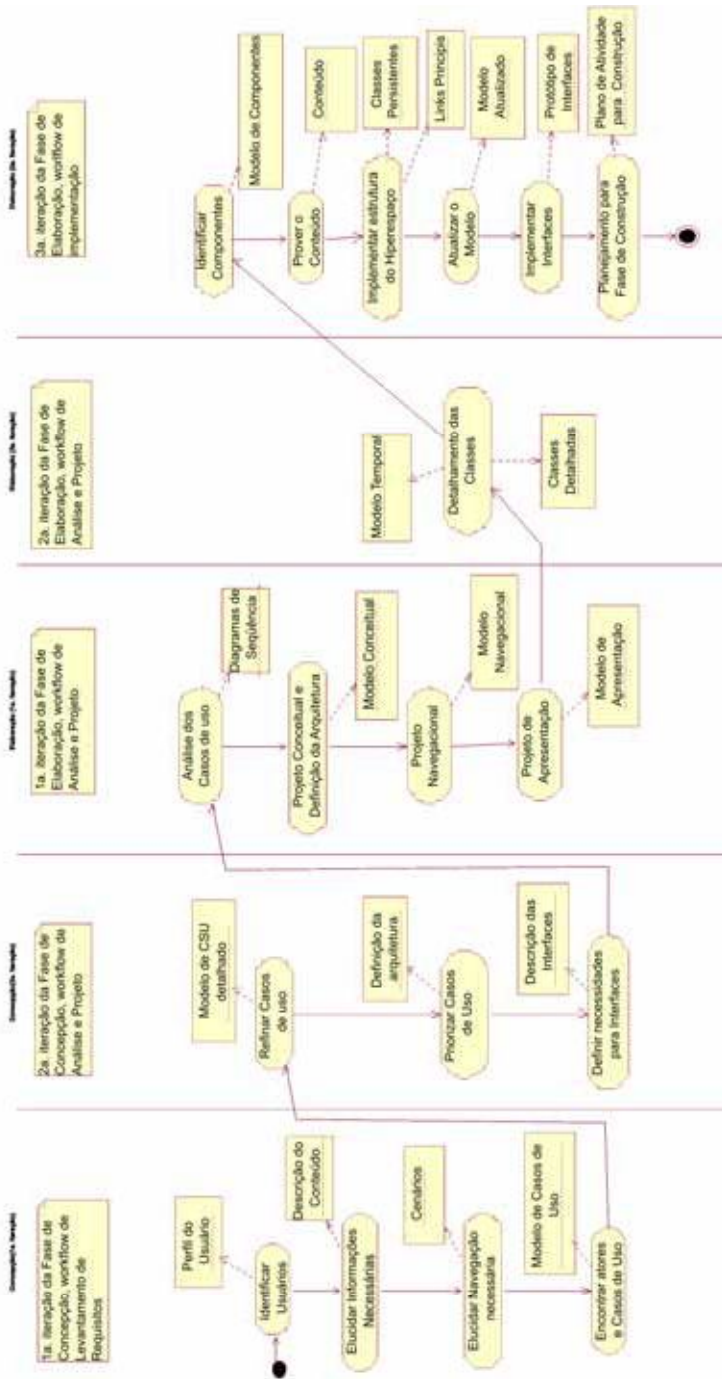 Concepção(1a. Iteração)
1a. iteração da Fase de
Concepção, workflow de
Levantamento de
Requisitos
Perfil do
Usuário
Identificar
Usuários
Descrição do
Conteúdo
Elucidar Informações
Necessárias
Cenários
Elucidar Navegação
necessária
Modelo de Casos de
Uso
Encontrar atores
e Casos de Uso
2a. iteração da Fase de
Concepção, workflow de
Análise e Projeto
Modelo de CSU
detalhado
Refinar Casos
de uso
Definição da
arquitetura
Priorizar Casos
de Uso
Descrição das
Interfaces
Definir necessidades
para Interfaces
1a. iteração da Fase de
Elaboração, workflow de
Análise e Projeto
Análise dos
Casos de uso
Diagramas de
Seqüência
Projeto Conceitual e
Definição da Arquitetura
Modelo Conceitual
Projeto
Navegacional
Modelo
Navegacional
Projeto de
Apresentação
Modelo de
Apresentação
2a. iteração da Fase de
Elaboração, workflow de
Análise e Projeto
Modelo Temporal
Detalhamento das
Classes
Classes
Detalhadas
3a. iteração da Fase de
Elaboração, worlflow de
implementação
Identificar
Componentes
Modelo de Componentes
Prover o
Conteúdo
Conteúdo
Implementar estrutura
do Hiperespaço
Classes
Persistentes
Links Principis
Atualizar o
Modelo
Modelo
Atualizado
Implementar
Interfaces
Protótipo de
Interfaces
Planejamento para
Fase de Construção
Plano de Atividade
para Construção